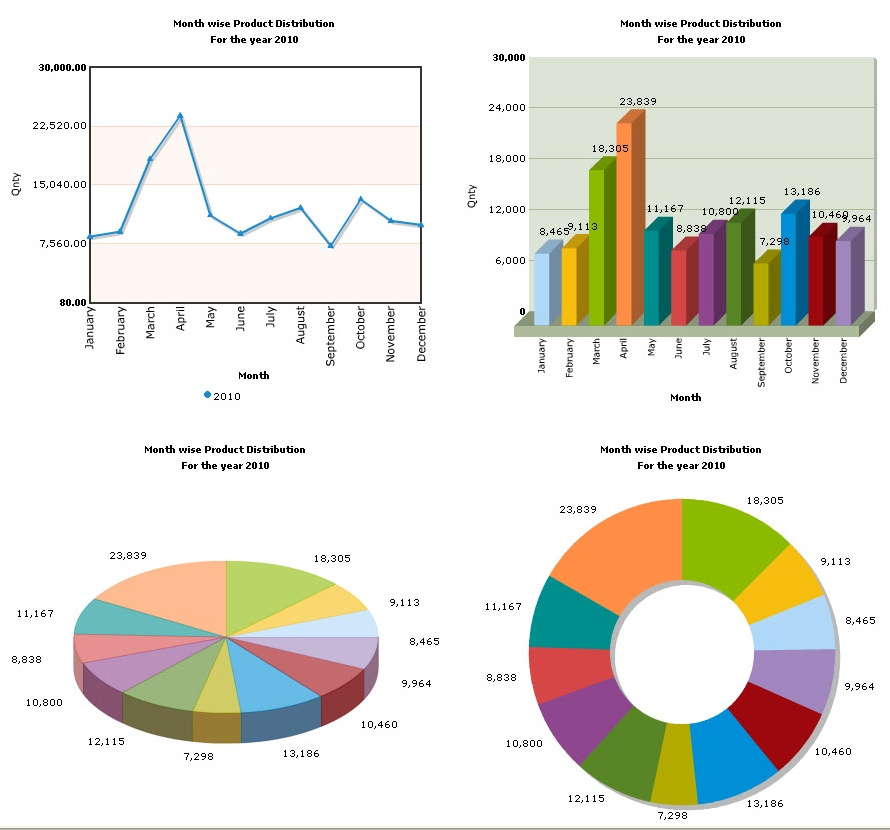 Month wise Product Distribution
For the year 2010
30,000.00
22,520.00
15,040.00
7,560.00
80.00
Qnty
January
February
March
April
May
June
July
August
September
October
November
December
Month
2010
Month wise Product Distribution
For the year 2010
30,000
24,000
18,000
12,000
6,000
0
Qnty
8,465
9,113
18,305
23,839
11,167
8,838
10,800
12,115
7,298
13,186
10,460
9,964
January
February
March
April
May
June
July
August
September
October
November
December
Month
Month wise Product Distribution
For the year 2010
23,839
18,305
9,113
8,465
9,964
10,460
13,186
7,298
12,115
10,800
8,838
11,167
Month wise Product Distribution
For the year 2010
23,839
18,305
9,113
8,465
9,964
10,460
13,186
7,298
12,115
10,800
8,838
11,167